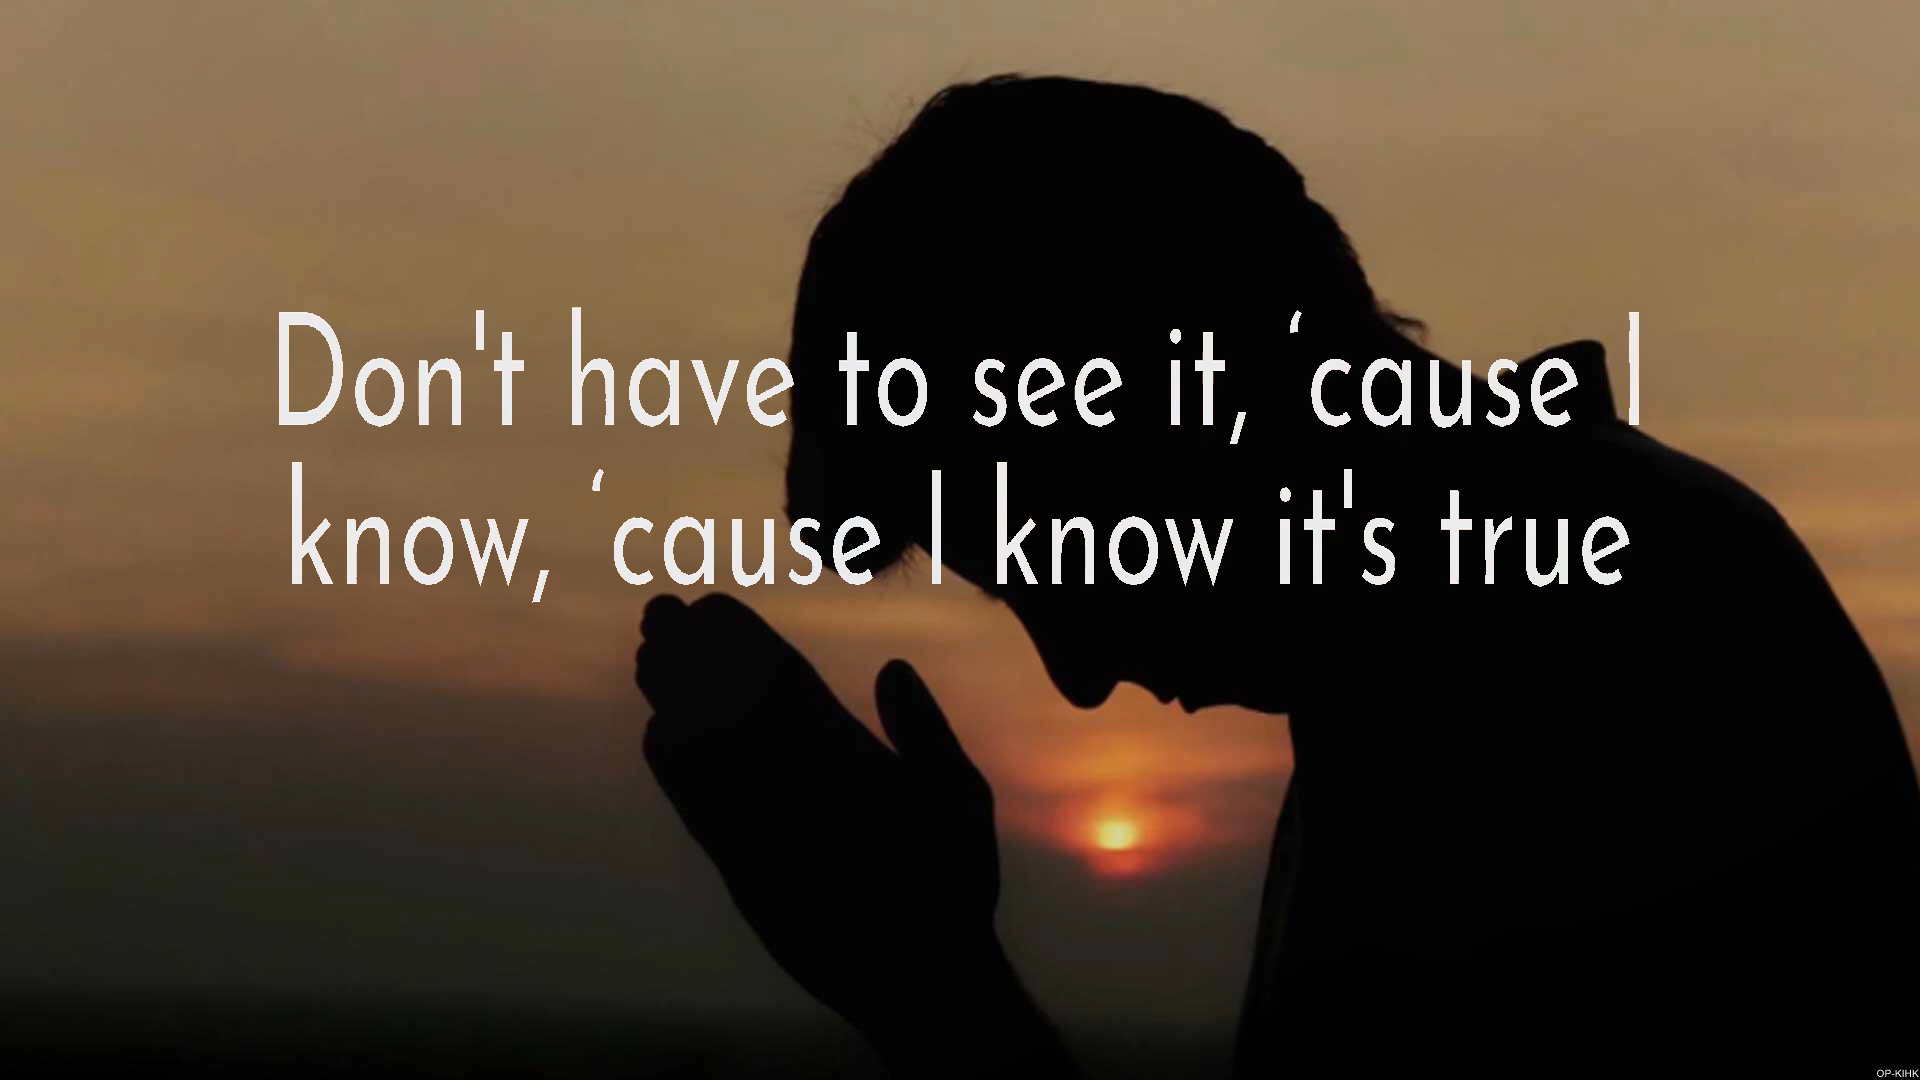 Don't have to see it, ‘cause I
know, ‘cause I know it's true
OP-KIHK